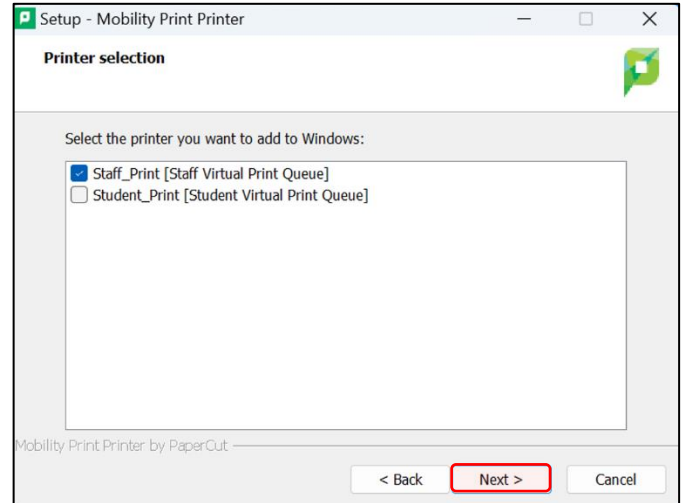 Setup - Mobility Print Printer
Printer selection
Select the printer you want to add to Windows:
Staff_Print [Staff Virtual Print Queue]
Student_Print [Student Virtual Print Queue]
Mobility Print Printer by PaperCut
< Back Next > Cancel